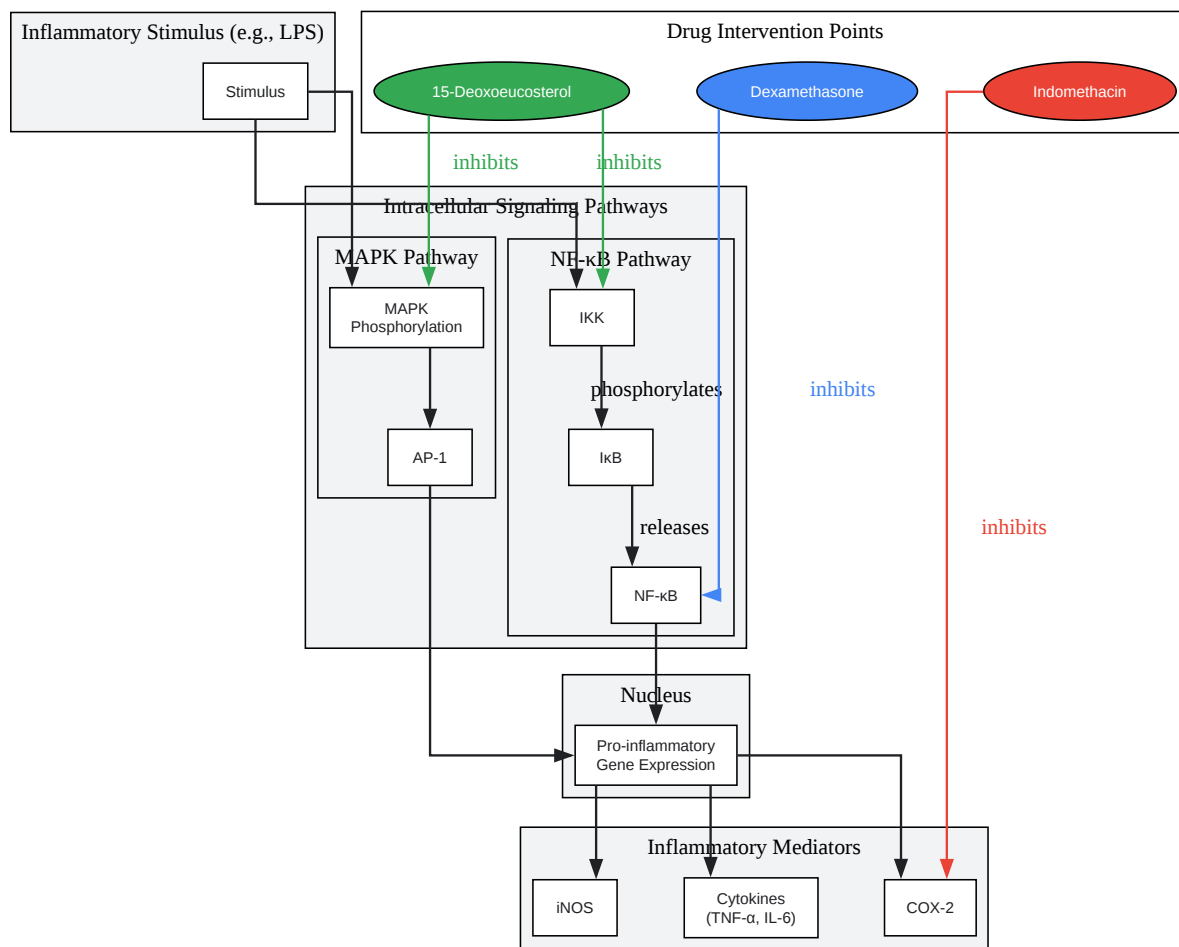 Inflammatory Stimulus (e.g., LPS)
Drug Intervention Points
Stimulus
15-Deoxoeucosterol
Dexamethasone
Indomethacin
inhibits
inhibits
Intracellular Signaling Pathways
MAPK Pathway
NF-κB Pathway
MAPK
Phosphorylation
IKK
phosphorylates
inhibits
AP-1
IκB
releases
inhibits
NF-κB
Nucleus
Pro-inflammatory
Gene Expression
Inflammatory Mediators
iNOS
Cytokines
(TNF-α, IL-6)
COX-2